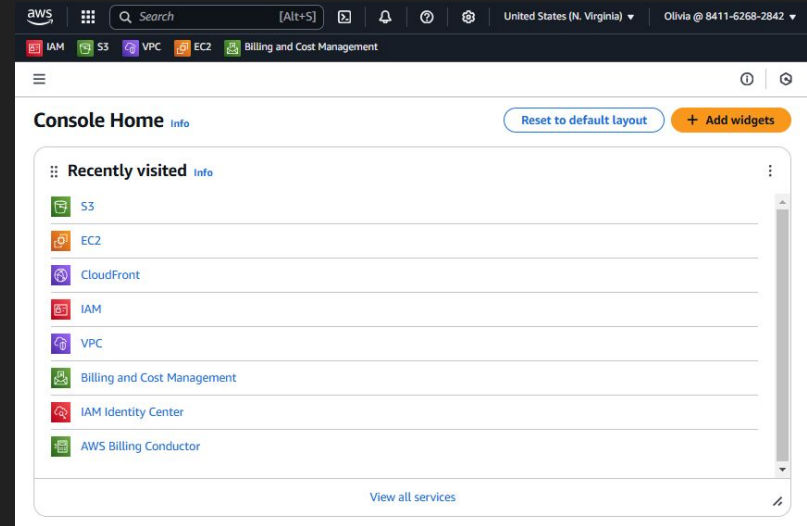 aws
Search [Alt+S]
United States (N. Virginia)
Olivia @ 8411-6268-2842
IAM S3 VPC EC2 Billing and Cost Management
Console Home Info
Reset to default layout
+ Add widgets
Recently visited Info
S3
EC2
CloudFront
IAM
VPC
Billing and Cost Management
IAM Identity Center
AWS Billing Conductor
View all services